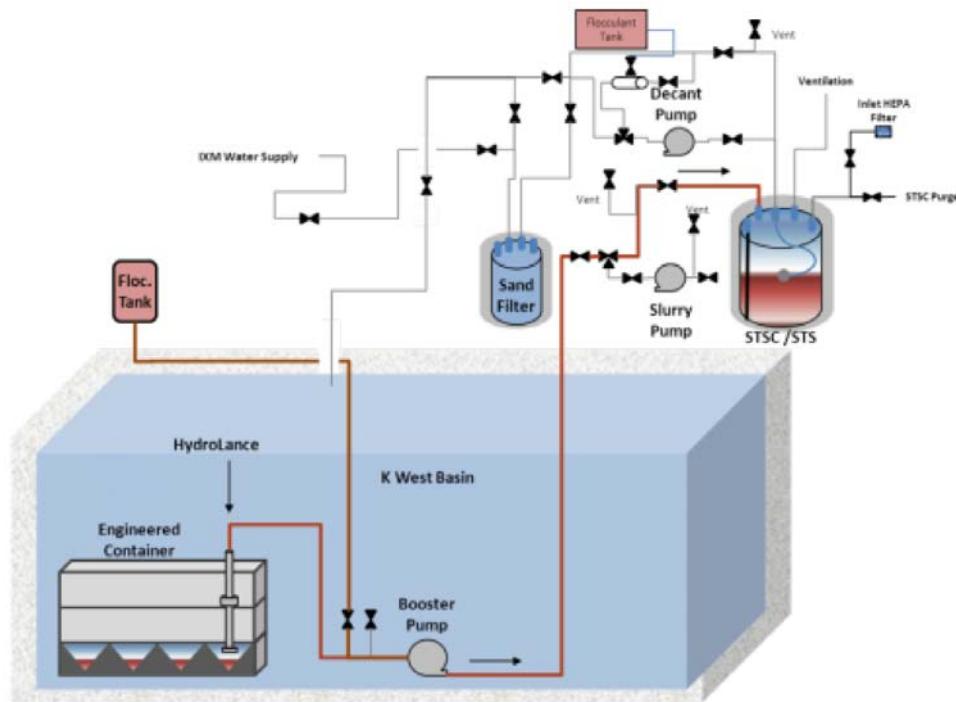 Flocculant
Tank
Vent
Ventilation
Inlet HEPA
Filter
Decant
Pump
IXM Water Supply
Vent
Vent
STSC Purge
Floc.
Tank
Sand
Filter
Slurry
Pump
STSC /STS
HydroLance
K West Basin
Engineered
Container
Booster
Pump